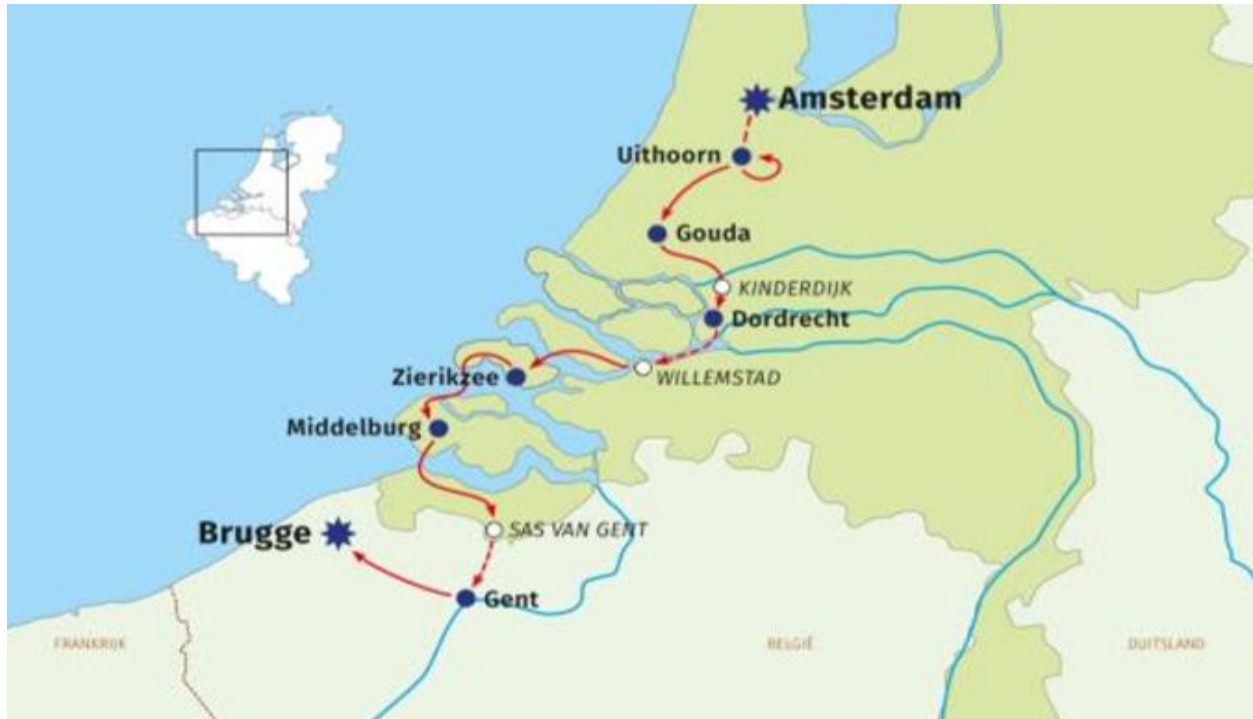 Amsterdam
Uithoorn
Gouda
KINDERDIJK
Dordrecht
WILLEMSTAD
Zierikzee
Middelburg
SAS VAN GENT
Brugge
Gent
FRANKRIJK
BELGIË
DUITSLAND